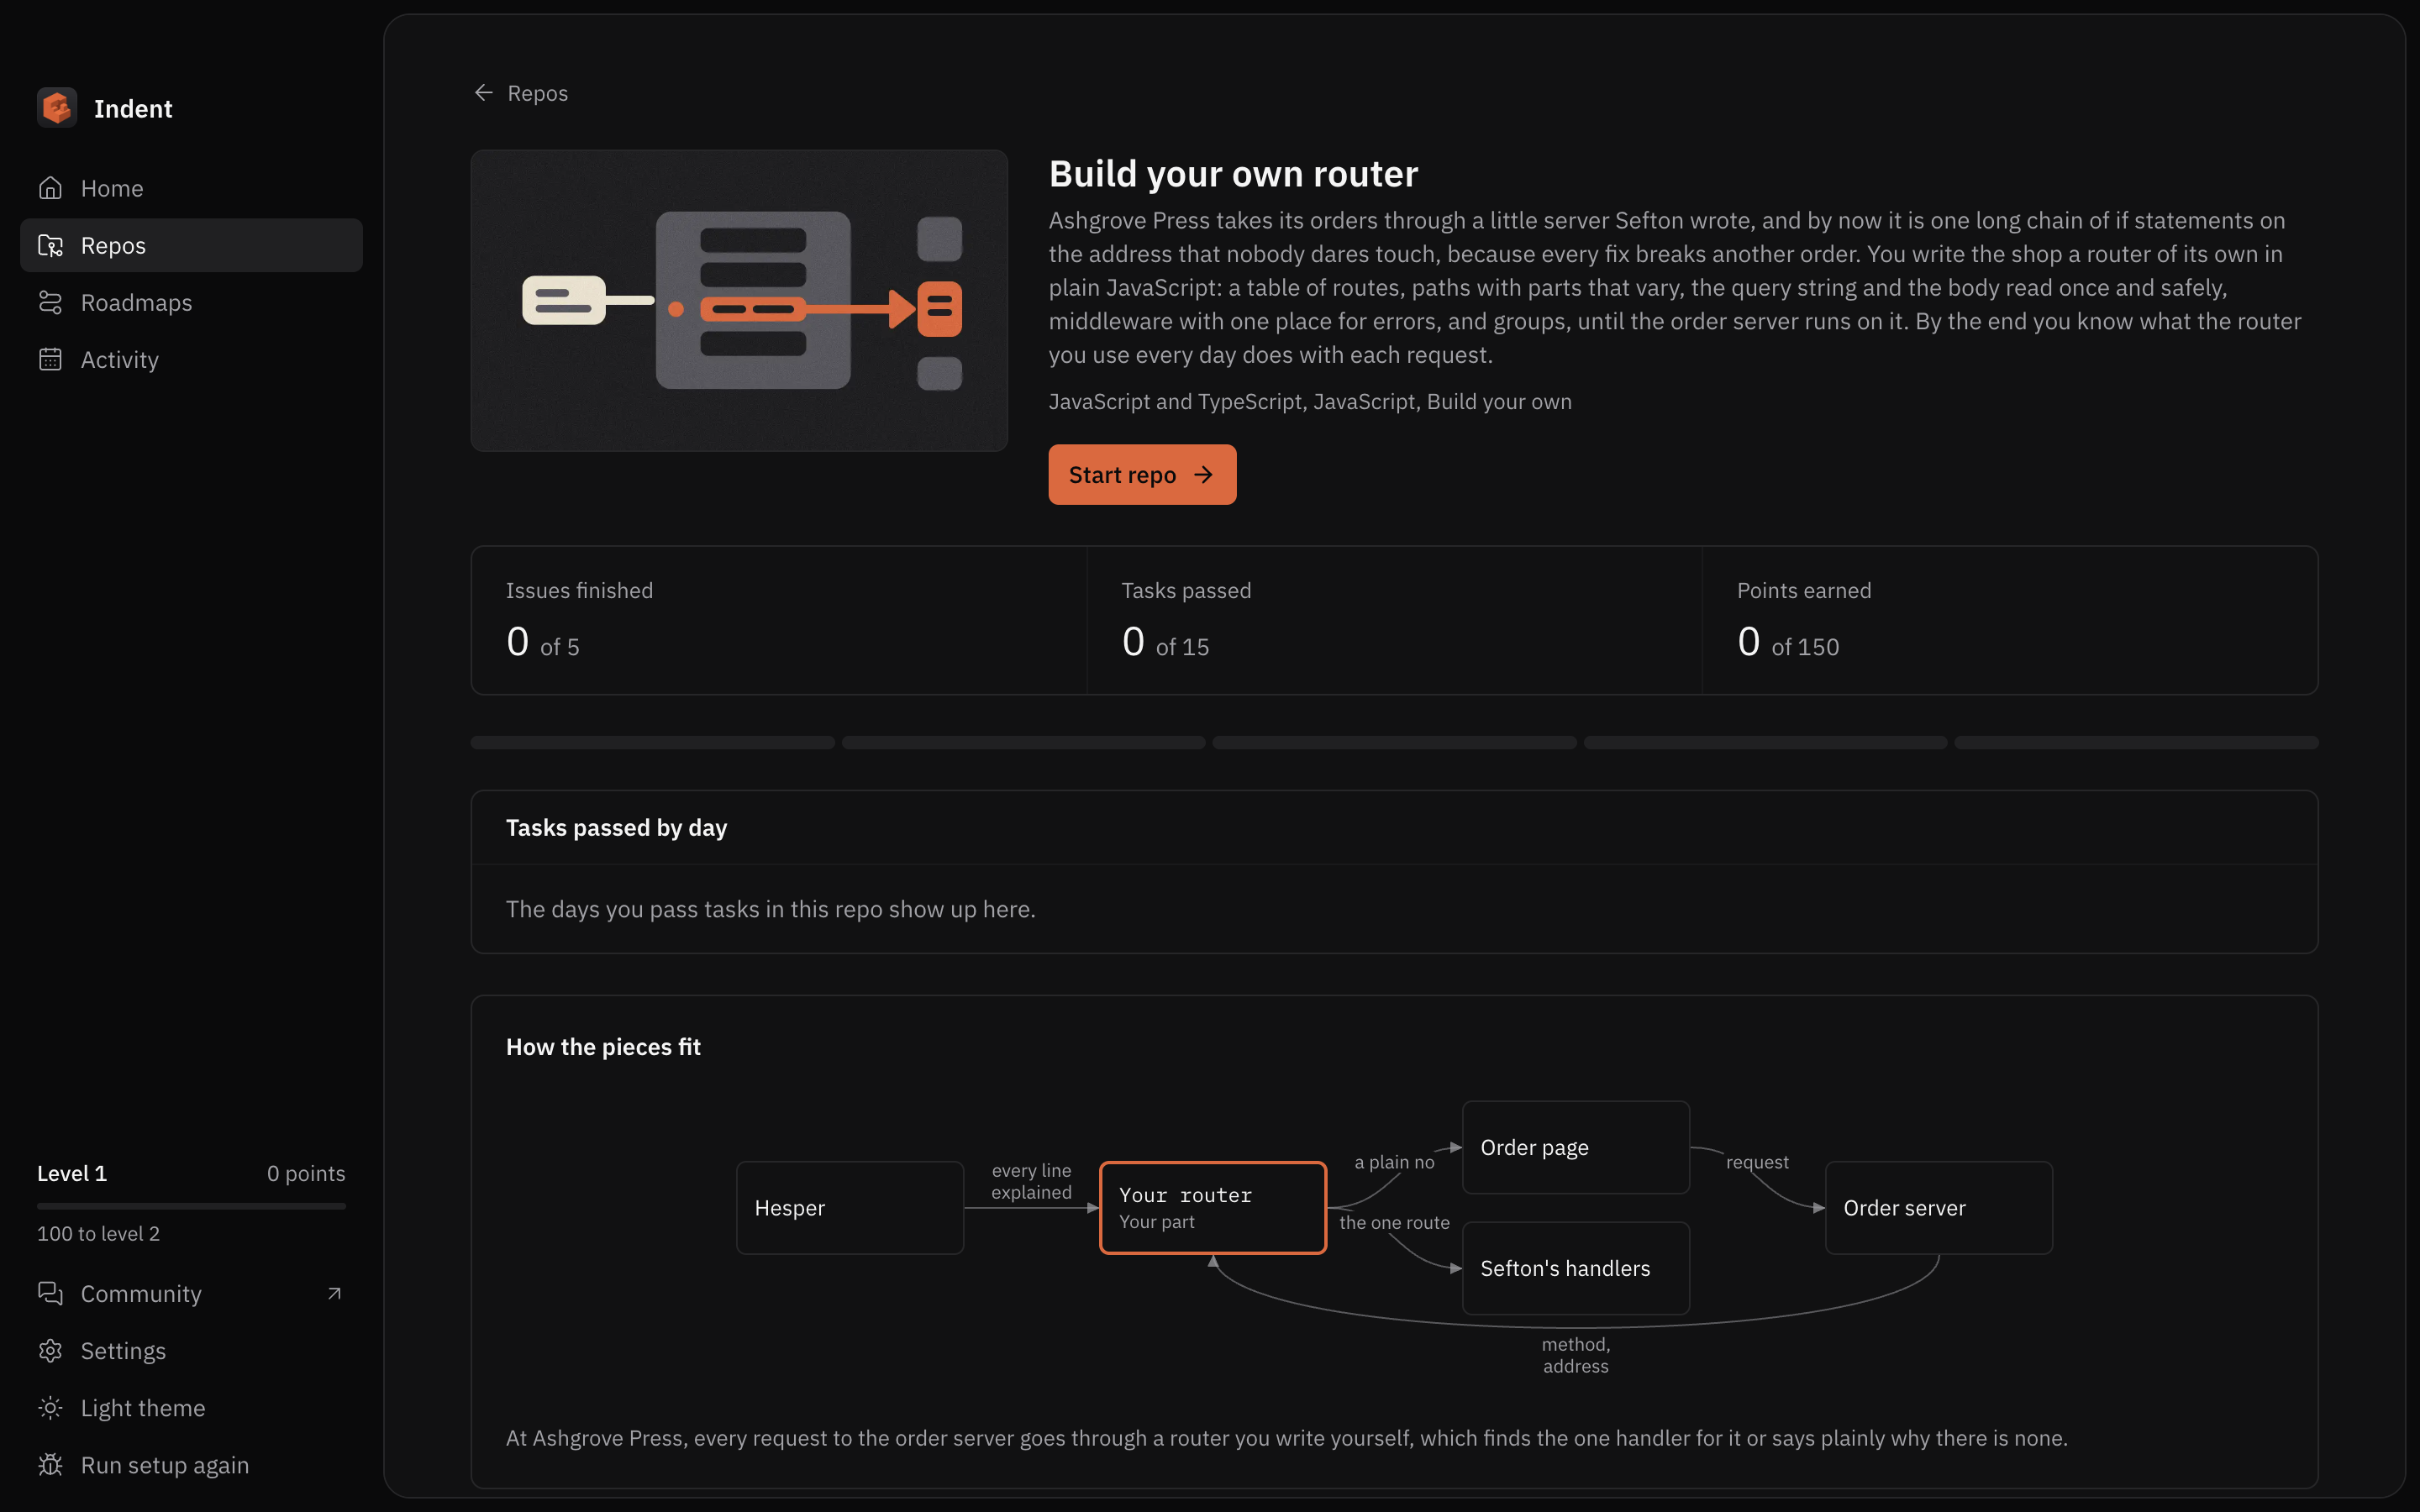 Indent
Home
Repos
Roadmaps
Activity
Level 1
0 points
100 to level 2
Community
Settings
Light theme
Run setup again
Repos
Build your own router
Ashgrove Press takes its orders through a little server Sefton wrote, and by now it is one long chain of if statements on
the address that nobody dares touch, because every fix breaks another order. You write the shop a router of its own in
plain JavaScript: a table of routes, paths with parts that vary, the query string and the body read once and safely,
middleware with one place for errors, and groups, until the order server runs on it. By the end you know what the router
you use every day does with each request.
JavaScript and TypeScript, JavaScript, Build your own
Start repo
Issues finished
0 of 5
Tasks passed
0 of 15
Points earned
0 of 150
Tasks passed by day
The days you pass tasks in this repo show up here.
How the pieces fit
Hesper
every line
explained
Your router
Your part
a plain no
the one route
Order page
Sefton's handlers
request
Order server
method,
address
At Ashgrove Press, every request to the order server goes through a router you write yourself, which finds the one handler for it or says plainly why there is none.